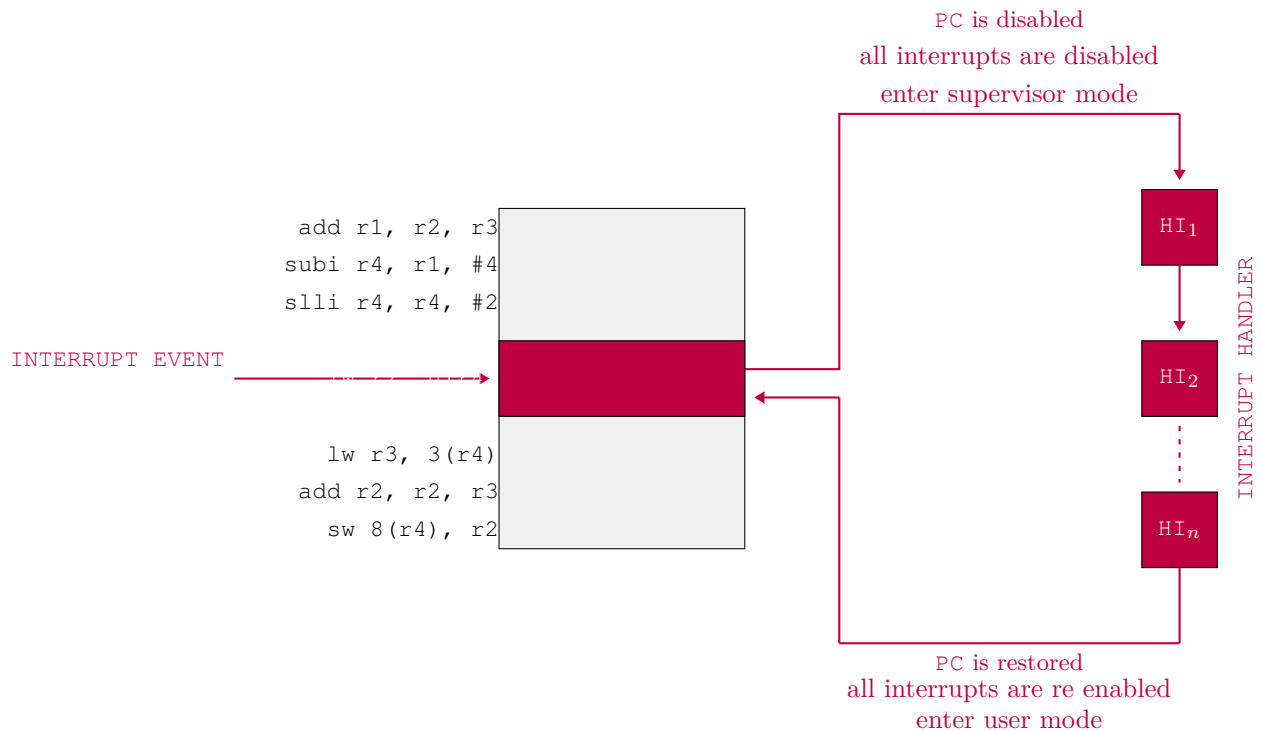 PC is disabled
all interrupts are disabled
enter supervisor mode
add r1, r2, r3
subi r4, r1, #4
slli r4, r4, #2
INTERRUPT EVENT
lw r3, 3(r4)
add r2, r2, r3
sw 8(r4), r2
HI₁
HI₂
HIₙ
INTERRUPT HANDLER
PC is restored
all interrupts are re enabled
enter user mode